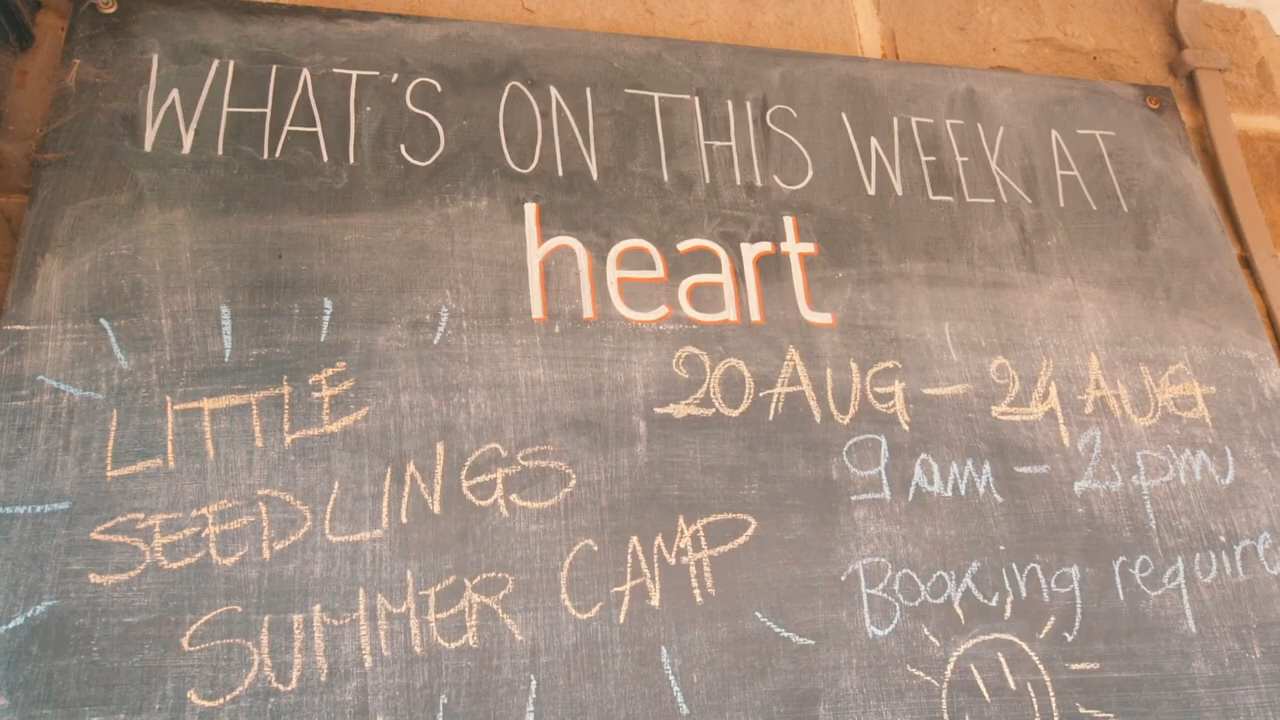 WHAT'S ON THIS WEEK AT
heart
LITTLE
SEEDLINGS
SUMMER CAMP
20 AUG - 24 AUG
9 am - 2 pm
Booking require